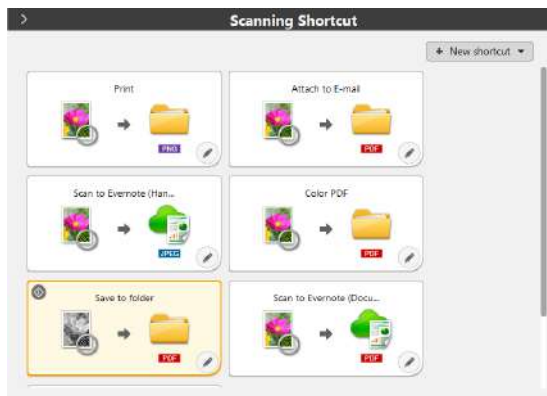 Scanning Shortcut
+ New shortcut
Print
PNG
Attach to E-mail
PDF
Scan to Evernote (Han...
JPEG
Color PDF
PDF
Save to folder
PDF
Scan to Evernote (Docu...
PDF